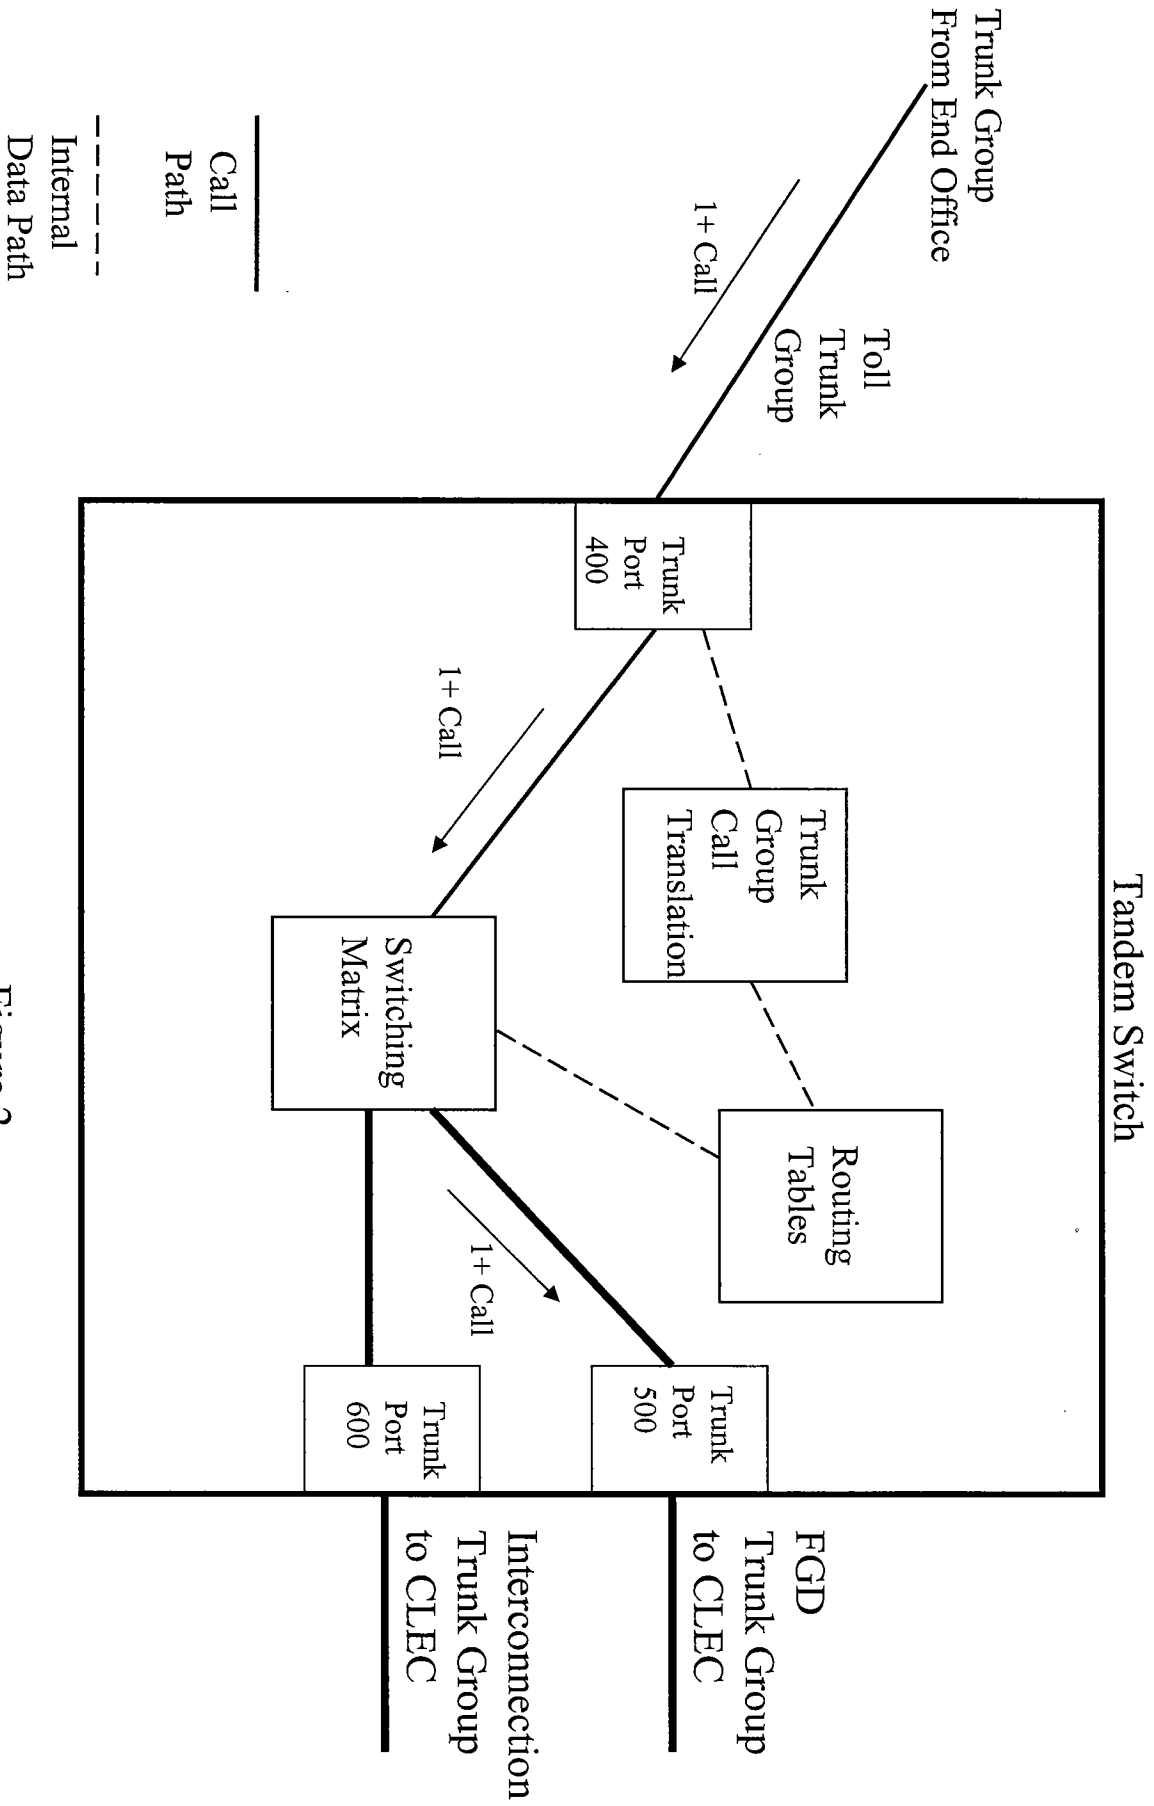 Tandem Switch
Trunk Group
From End Office
Toll
Trunk
Group
1+ Call
Trunk
Port
400
Trunk
Group
Call
Translation
Routing
Tables
1+ Call
Switching
Matrix
1+ Call
Trunk
Port
500
Trunk
Port
600
FGD
Trunk Group
to CLEC
Interconnection
Trunk Group
to CLEC
Call
Path
Internal
Data Path